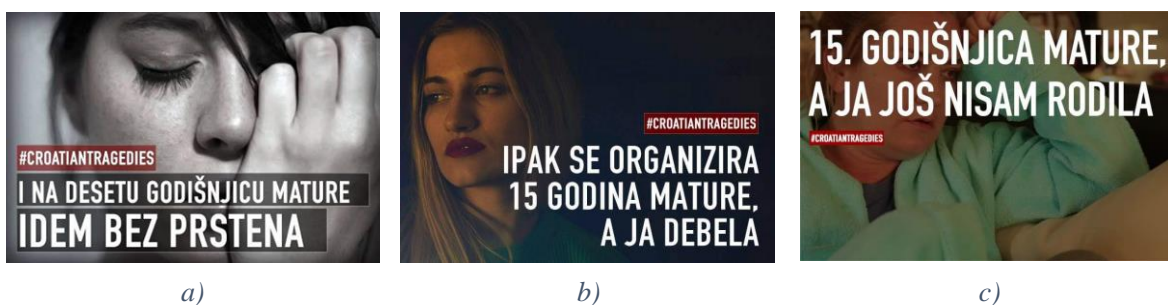 #CROATIANTRAGEDIES
I NA DESETU GODIŠNJICU MATURE
IDEM BEZ PRSTENA
a)
#CROATIANTRAGEDIES
IPAK SE ORGANIZIRA
15 GODINA MATURE,
A JA DEBELA
b)
15. GODIŠNJICA MATURE,
A JA JOŠ NISAM RODILA
#CROATIANTRAGEDIES
c)